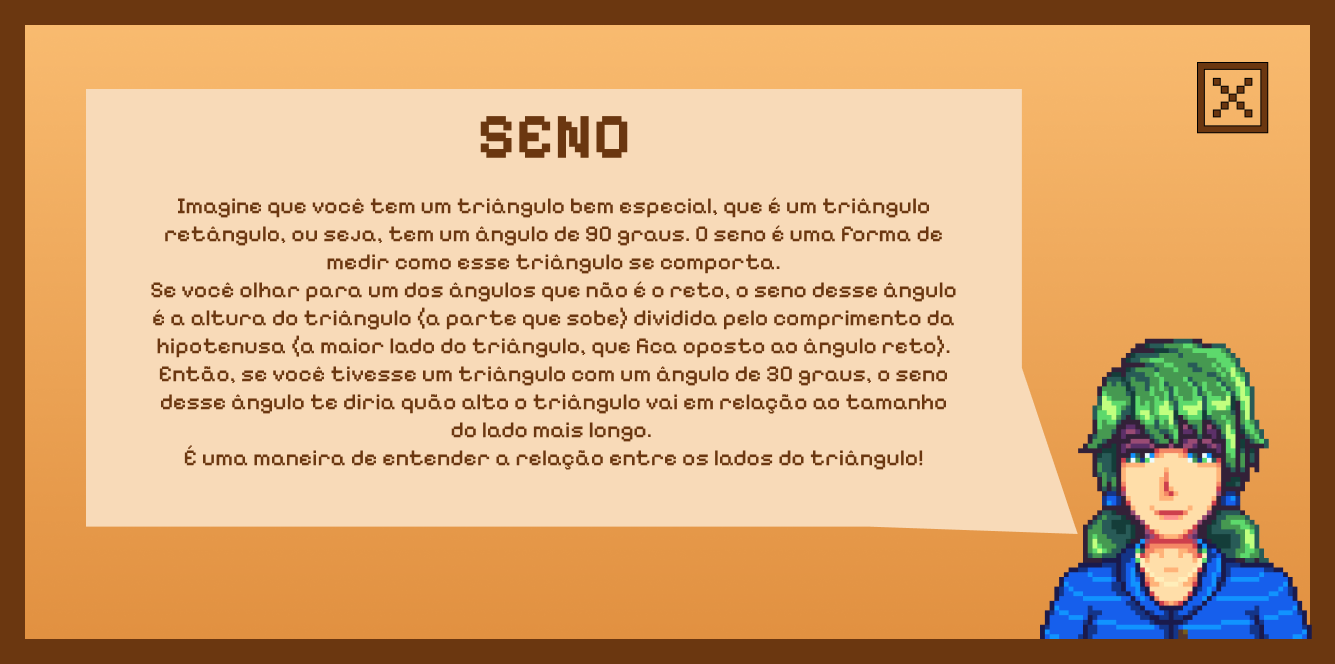 SENO
Imagine que você tem um triângulo bem especial, que é um triângulo
retângulo, ou seja, tem um ângulo de 90 graus. O seno é uma forma de
medir como esse triângulo se comporta.
Se você olhar para um dos ângulos que não é o reto, o seno desse ângulo
é a altura do triângulo (a parte que sobe) dividida pelo comprimento da
hipotenusa (a maior lado do triângulo, que fica oposto ao ângulo reto).
Então, se você tivesse um triângulo com um ângulo de 30 graus, o seno
desse ângulo te diria quão alto o triângulo vai em relação ao tamanho
do lado mais longo.
É uma maneira de entender a relação entre os lados do triângulo!